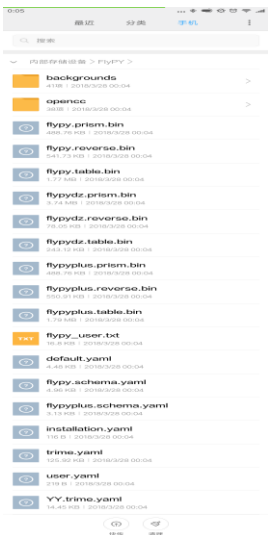 0:05
最近 分类 手机
搜索
内部存储设备 > FlyPY >
backgrounds
41项 | 2018/3/28 00:04
opencc
38项 | 2018/3/28 00:04
flypy.prism.bin
488.76 KB | 2018/3/28 00:04
flypy.reverse.bin
541.73 KB | 2018/3/28 00:04
flypy.table.bin
1.77 MB | 2018/3/28 00:04
flypydz.prism.bin
3.74 MB | 2018/3/28 00:04
flypydz.reverse.bin
78.05 KB | 2018/3/28 00:04
flypydz.table.bin
243.12 KB | 2018/3/28 00:04
flypyplus.prism.bin
488.76 KB | 2018/3/28 00:04
flypyplus.reverse.bin
550.31 KB | 2018/3/28 00:04
flypyplus.table.bin
1.79 MB | 2018/3/28 00:04
TXT
flypy_user.txt
16.8 KB | 2018/3/28 00:04
default.yaml
4.46 KB | 2018/3/28 00:04
flypy.schema.yaml
4.96 KB | 2018/3/28 00:04
flypyplus.schema.yaml
3.13 KB | 2018/3/28 00:04
installation.yaml
116 B | 2018/3/28 00:04
trime.yaml
125.92 KB | 2018/3/28 00:04
user.yaml
219 B | 2018/3/28 00:04
YY.trime.yaml
14.45 KB | 2018/3/28 00:04
快传 清理